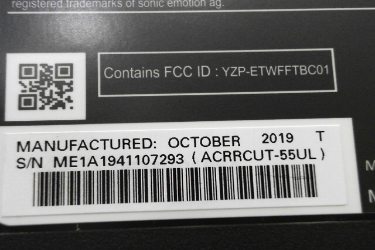 registered trademarks of sonic emotion ag.
Contains FCC ID : YZP-ETWFFTBC01
MANUFACTURED: OCTOBER 2019 T
S/N ME1A1941107293 ( ACRRCUT-55UL )